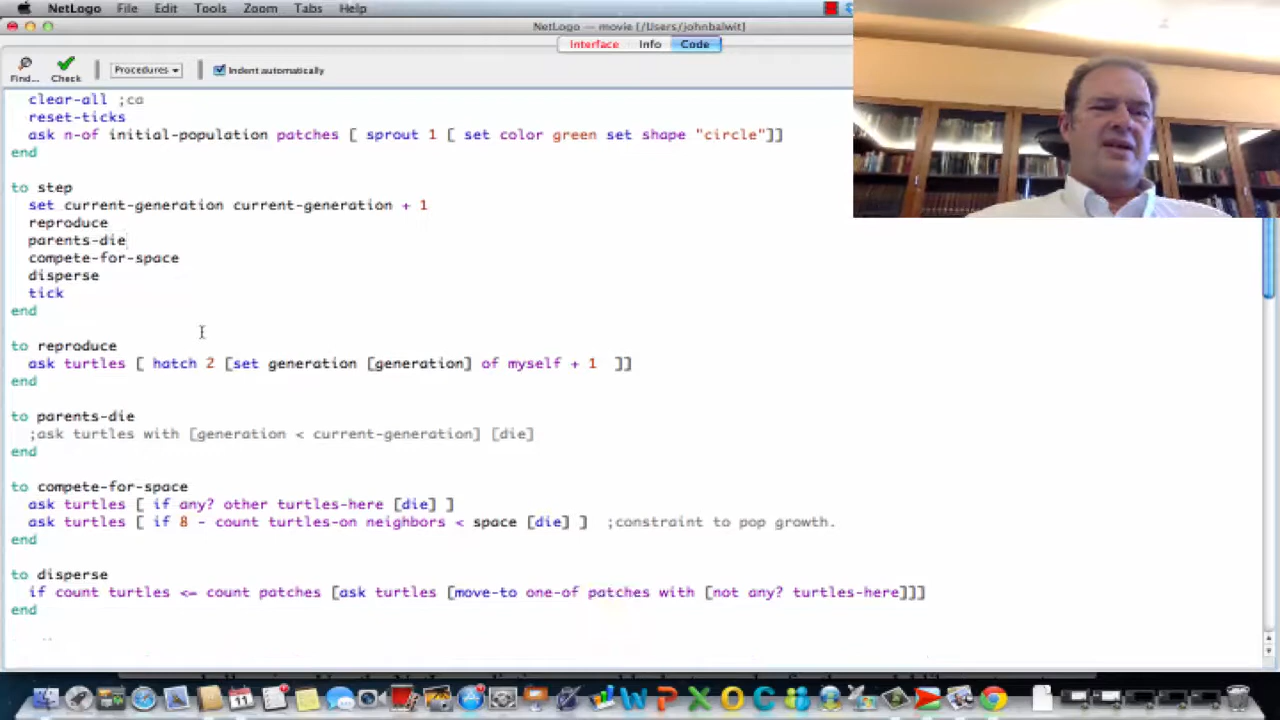 NetLogo File Edit Tools Zoom Tabs Help
NetLogo — movie [/Users/johnbalwit]
Interface Info Code
Find... Check Procedures Indent automatically
clear-all ;ca
reset-ticks
ask n-of initial-population patches [ sprout 1 [ set color green set shape "circle"]]
end
to step
set current-generation current-generation + 1
reproduce
parents-die
compete-for-space
disperse
tick
end
to reproduce
ask turtles [ hatch 2 [set generation [generation] of myself + 1 ]]
end
to parents-die
;ask turtles with [generation < current-generation] [die]
end
to compete-for-space
ask turtles [ if any? other turtles-here [die] ]
ask turtles [ if 8 - count turtles-on neighbors < space [die] ] ;constraint to pop growth.
end
to disperse
if count turtles <= count patches [ask turtles [move-to one-of patches with [not any? turtles-here]]]
end